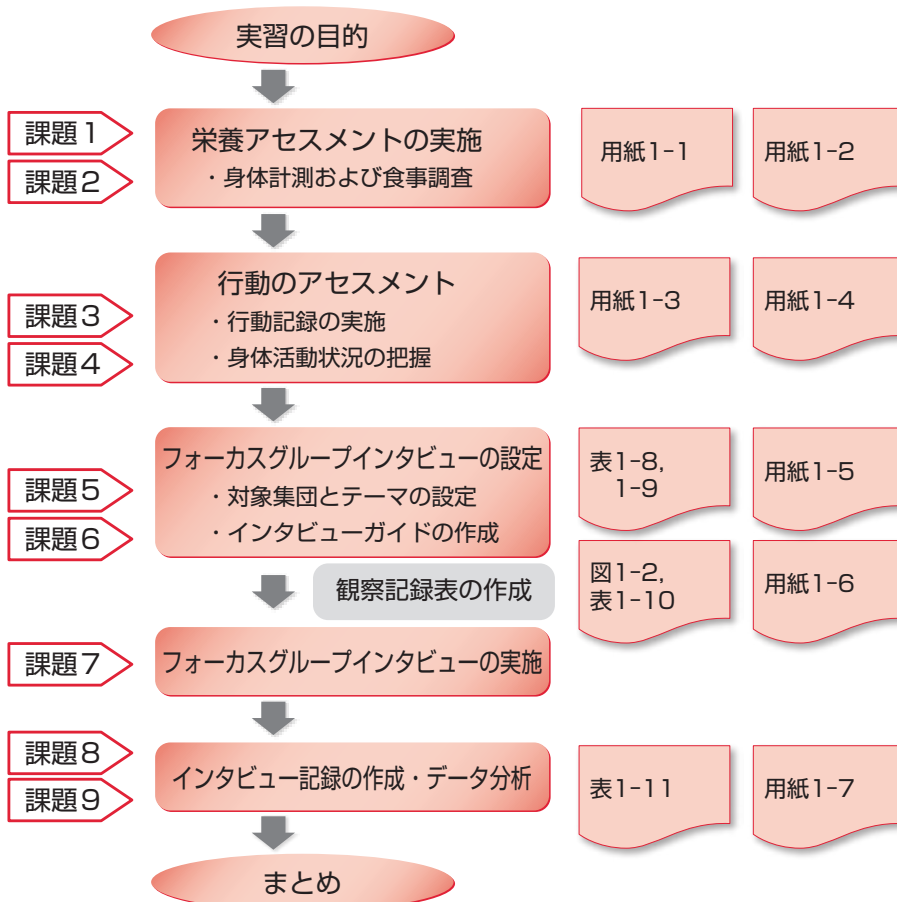 実習の目的
課題1
課題2
栄養アセスメントの実施
・身体計測および食事調査
用紙1-1
用紙1-2
課題3
課題4
行動のアセスメント
・行動記録の実施
・身体活動状況の把握
用紙1-3
用紙1-4
課題5
課題6
フォーカスグループインタビューの設定
・対象集団とテーマの設定
・インタビューガイドの作成
表1-8,
1-9
用紙1-5
観察記録表の作成
図1-2,
表1-10
用紙1-6
課題7
フォーカスグループインタビューの実施
課題8
課題9
インタビュー記録の作成・データ分析
表1-11
用紙1-7
まとめ